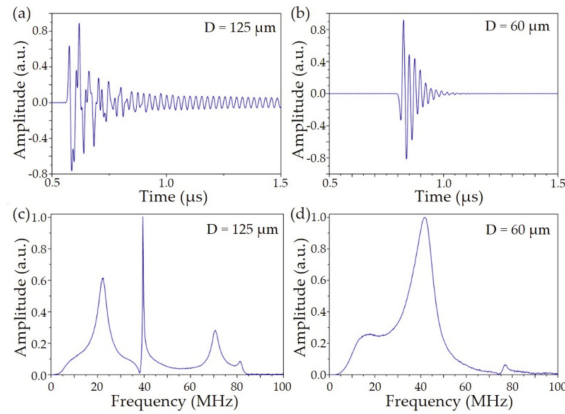 (a)
D = 125 µm
Amplitude (a.u.)
0.8
0.4
0.0
-0.4
-0.8
0.5
1.0
1.5
Time (µs)
(b)
D = 60 µm
Amplitude (a.u.)
0.8
0.4
0.0
-0.4
-0.8
0.5
1.0
1.5
Time (µs)
(c)
D = 125 µm
Amplitude (a.u.)
1.0
0.8
0.6
0.4
0.2
0.0
0 20 40 60 80 100
Frequency (MHz)
(d)
D = 60 µm
Amplitude (a.u.)
1.0
0.8
0.6
0.4
0.2
0.0
0 20 40 60 80 100
Frequency (MHz)